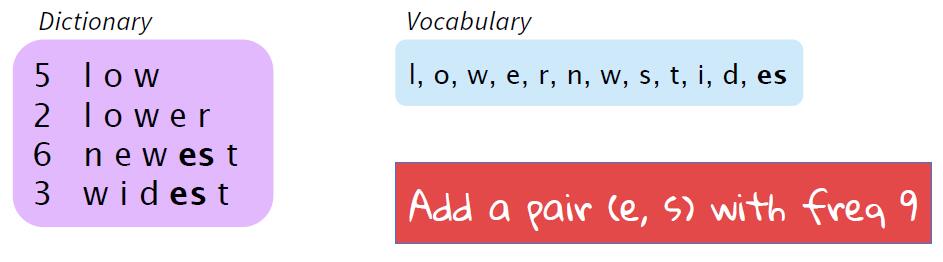 Dictionary
5 l o w
2 l o w e r
6 n e w es t
3 w i d es t
Vocabulary
l, o, w, e, r, n, w, s, t, i, d, es
Add a pair (e, s) with freq 9